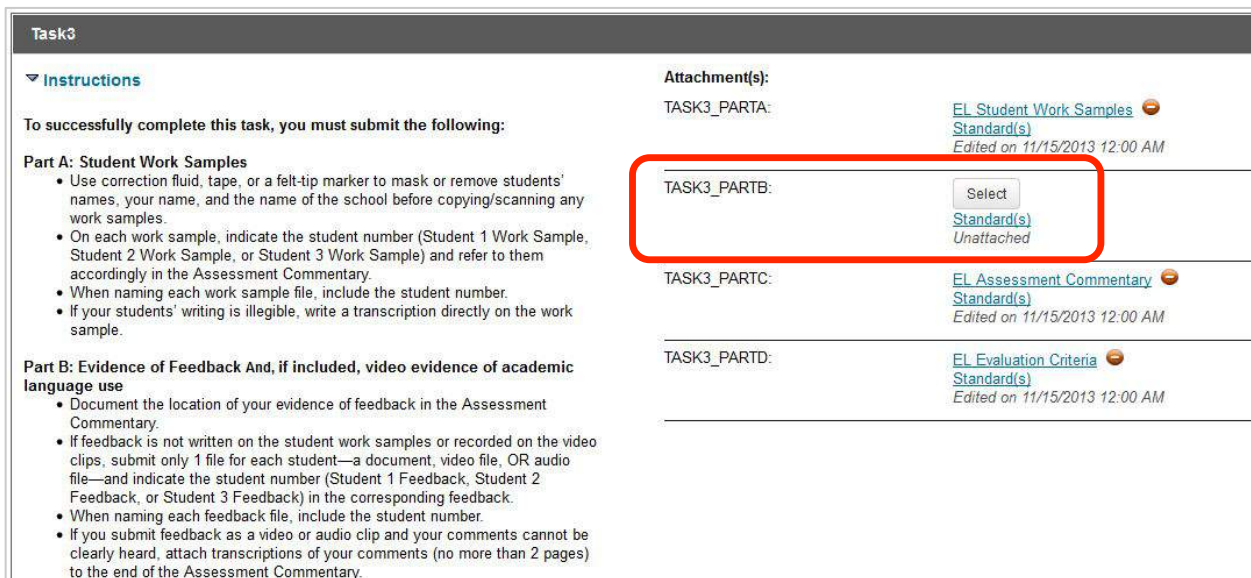 Task3
Instructions
To successfully complete this task, you must submit the following:
Part A: Student Work Samples
• Use correction fluid, tape, or a felt-tip marker to mask or remove students'
names, your name, and the name of the school before copying/scanning any
work samples.
• On each work sample, indicate the student number (Student 1 Work Sample,
Student 2 Work Sample, or Student 3 Work Sample) and refer to them
accordingly in the Assessment Commentary.
• When naming each work sample file, include the student number.
• If your students' writing is illegible, write a transcription directly on the work
sample.
Part B: Evidence of Feedback And, if included, video evidence of academic
language use
• Document the location of your evidence of feedback in the Assessment
Commentary.
• If feedback is not written on the student work samples or recorded on the video
clips, submit only 1 file for each student—a document, video file, OR audio
file—and indicate the student number (Student 1 Feedback, Student 2
Feedback, or Student 3 Feedback) in the corresponding feedback.
• When naming each feedback file, include the student number.
• If you submit feedback as a video or audio clip and your comments cannot be
clearly heard, attach transcriptions of your comments (no more than 2 pages)
to the end of the Assessment Commentary.
Attachment(s):
TASK3_PARTA:
EL Student Work Samples
Standard(s)
Edited on 11/15/2013 12:00 AM
TASK3_PARTB:
Select
Standard(s)
Unattached
TASK3_PARTC:
EL Assessment Commentary
Standard(s)
Edited on 11/15/2013 12:00 AM
TASK3_PARTD:
EL Evaluation Criteria
Standard(s)
Edited on 11/15/2013 12:00 AM